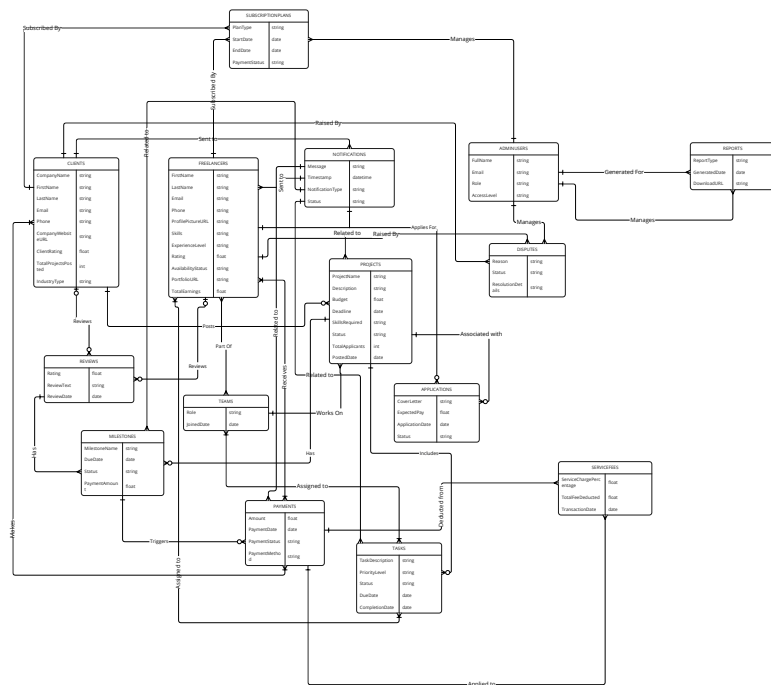 SUBSCRIPTIONPLANS
PlanType string
StartDate date
EndDate date
PaymentStatus string
Subscribed By
Manages
Subscribed By
Raised By
Related to
Sent to
CLIENTS
CompanyName string
FirstName string
LastName string
Email string
Phone string
CompanyWebsit
eURL string
ClientRating float
TotalProjectsPos
ted int
IndustryType string
FREELANCERS
FirstName string
LastName string
Email string
Phone string
ProfilePictureURL string
Skills string
ExperienceLevel string
Rating float
AvailabilityStatus string
PortfolioURL string
TotalEarnings float
NOTIFICATIONS
Message string
Timestamp datetime
NotificationType string
Status string
Sent to
ADMINUSERS
FullName string
Email string
Role string
AccessLevel string
Generated For
Manages
REPORTS
ReportType string
GeneratedDate date
DownloadURL string
Manages
Applies For
Raised By
Related to
DISPUTES
Reason string
Status string
ResolutionDet
ails string
PROJECTS
ProjectName string
Description string
Budget float
Deadline date
SkillsRequired string
Status string
TotalApplicants int
PostedDate date
Associated with
Reviews
Posts
Related to
Part Of
Reviews
Receives
Related to
REVIEWS
Rating float
ReviewText string
ReviewDate date
TEAMS
Role string
JoinedDate date
Works On
APPLICATIONS
CoverLetter string
ExpectedPay float
ApplicationDate date
Status string
MILESTONES
MilestoneName string
DueDate date
Status string
PaymentAmoun
t float
Has
Has
Includes
Assigned to
Deducted from
SERVICEFEES
ServiceChargePerc
entage float
TotalFeeDeducted float
TransactionDate date
PAYMENTS
Amount float
PaymentDate date
PaymentStatus string
PaymentMetho
d string
Triggers
Makes
Assigned to
TASKS
TaskDescription string
PriorityLevel string
Status string
DueDate date
CompletionDate date
Applied to